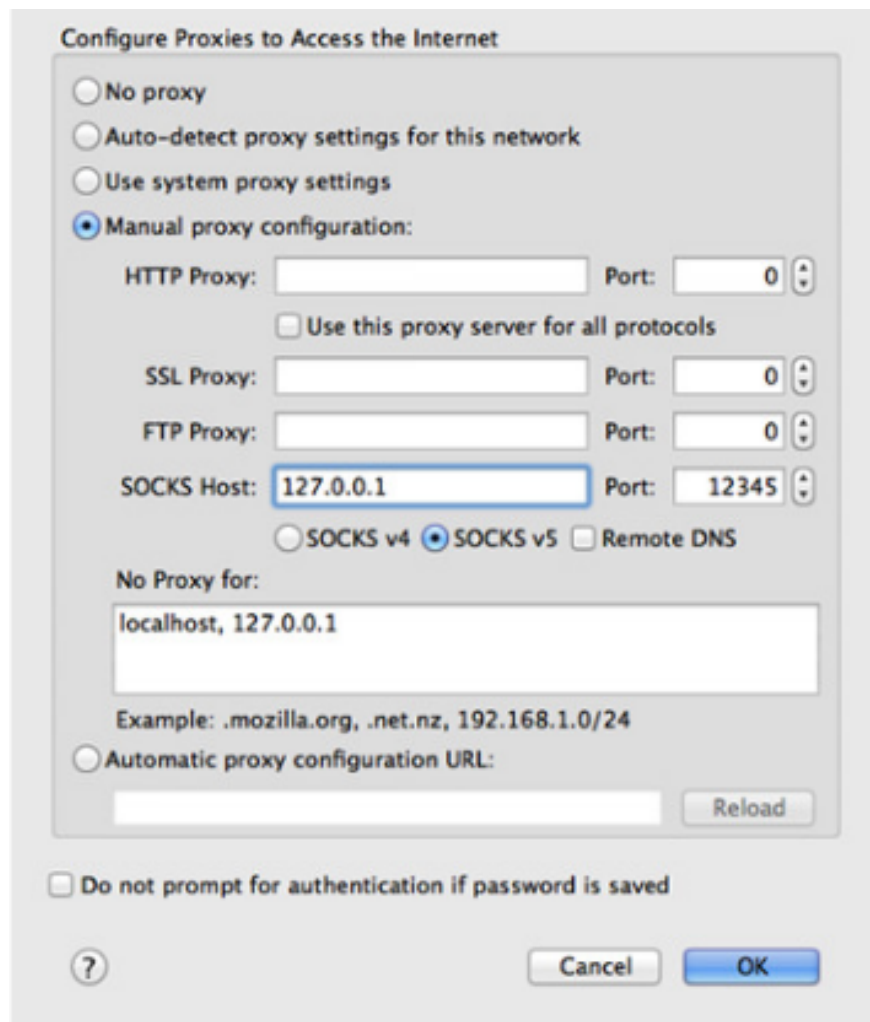 Configure Proxies to Access the Internet
No proxy
Auto-detect proxy settings for this network
Use system proxy settings
Manual proxy configuration:
HTTP Proxy: Port: 0
Use this proxy server for all protocols
SSL Proxy: Port: 0
FTP Proxy: Port: 0
SOCKS Host: 127.0.0.1 Port: 12345
SOCKS v4 SOCKS v5 Remote DNS
No Proxy for:
localhost, 127.0.0.1
Example: .mozilla.org, .net.nz, 192.168.1.0/24
Automatic proxy configuration URL:
Reload
Do not prompt for authentication if password is saved
? Cancel OK